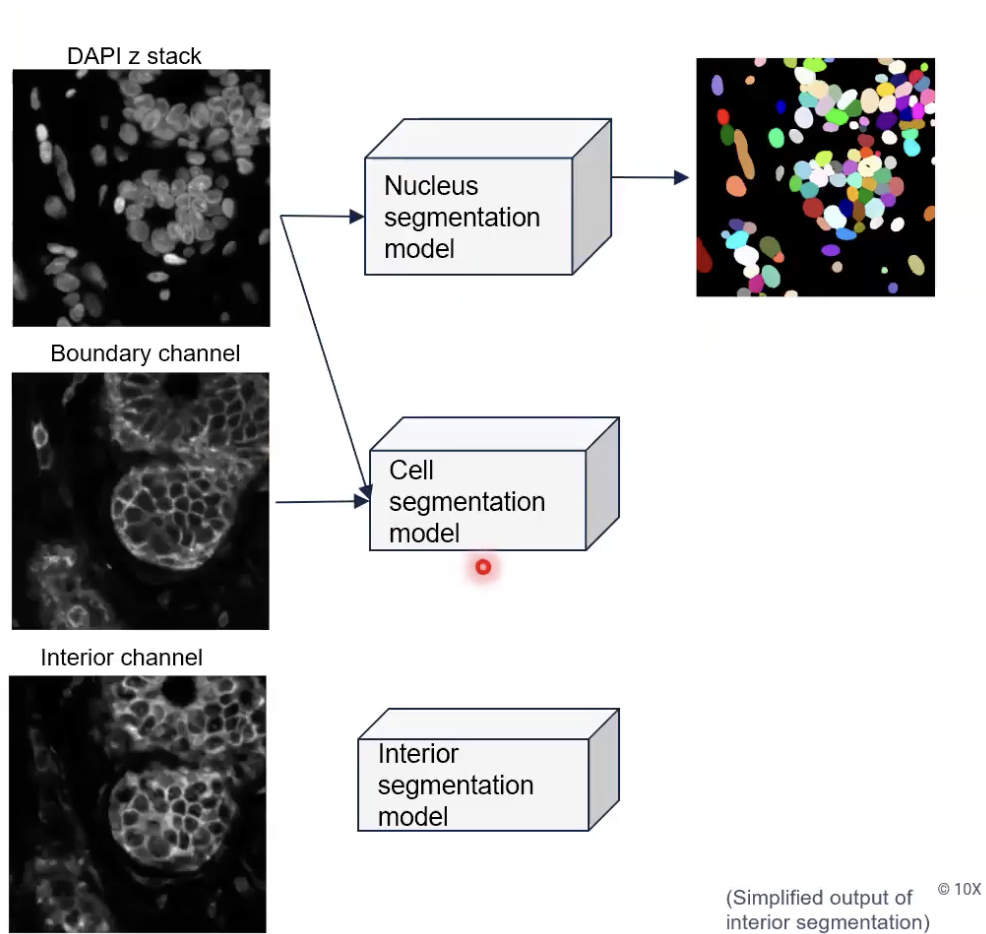 DAPI z stack
Nucleus
segmentation
model
Boundary channel
Cell
segmentation
model
Interior channel
Interior
segmentation
model
(Simplified output of
interior segmentation)
© 10X